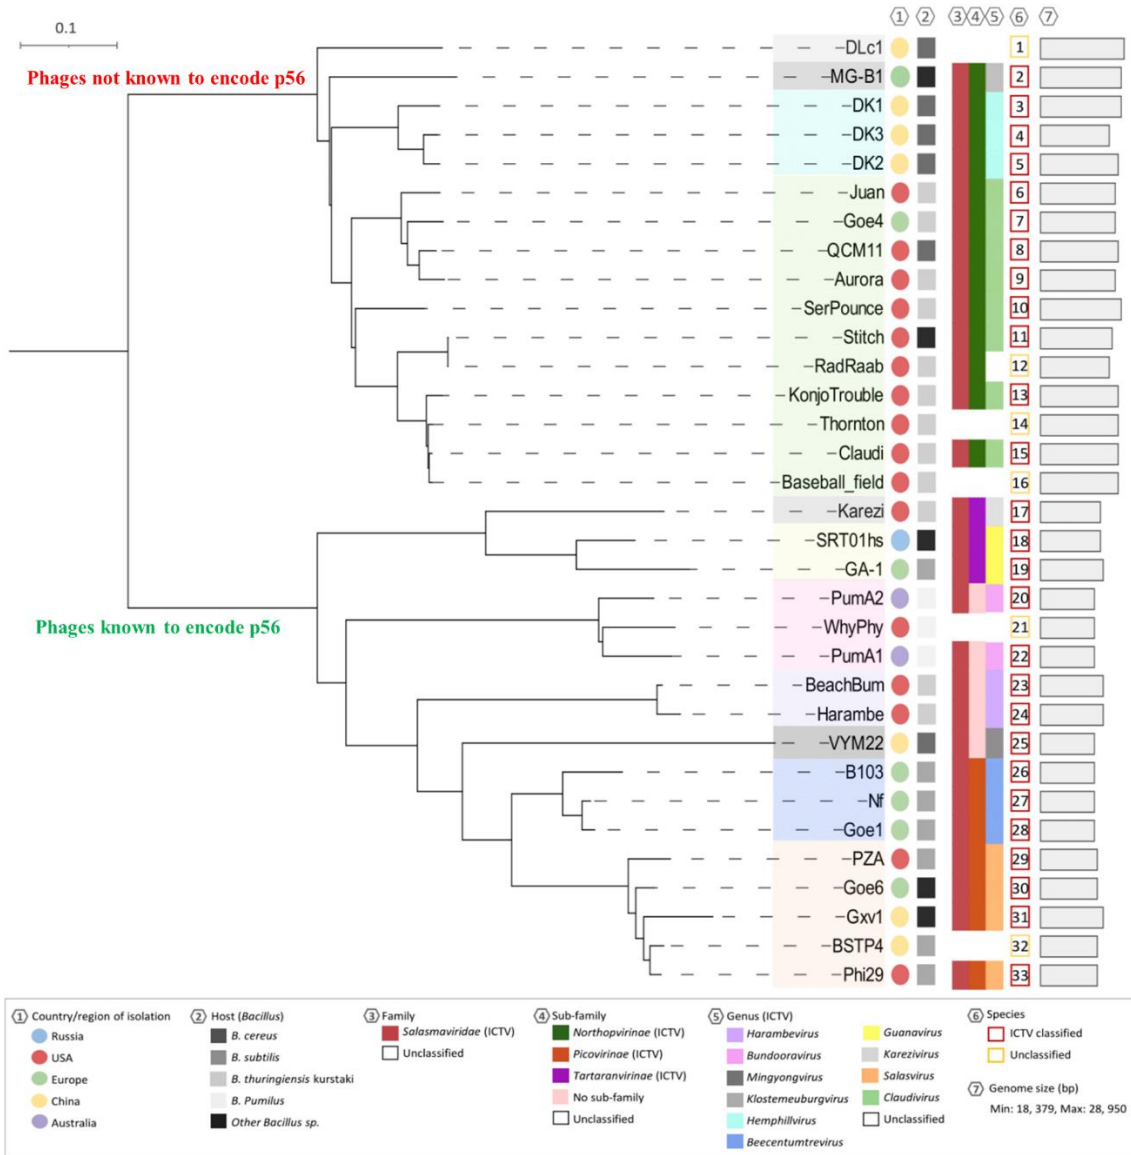 0.1
1 2 3 4 5 6 7
Phages not known to encode p56
DLc1 1
MG-B1 2
DK1 3
DK3 4
DK2 5
Juan 6
Goe4 7
QCM11 8
Aurora 9
SerPounce 10
Stitch 11
RadRaab 12
KonjoTrouble 13
Thornton 14
Claudi 15
Baseball_field 16
Karezi 17
SRT01hs 18
GA-1 19
PumA2 20
Phages known to encode p56
WhyPhy 21
PumA1 22
BeachBum 23
Harambe 24
VYM22 25
B103 26
Nf 27
Goe1 28
PZA 29
Goe6 30
Gxv1 31
BSTP4 32
Phi29 33
1 Country/region of isolation
Russia
USA
Europe
China
Australia
2 Host (Bacillus)
B. cereus
B. subtilis
B. thuringiensis kurstaki
B. Pumilus
Other Bacillus sp.
3 Family
Salasmaviridae (ICTV)
Unclassified
4 Sub-family
Northopvirinae (ICTV)
Picovirinae (ICTV)
Tartaranvirinae (ICTV)
No sub-family
Unclassified
5 Genus (ICTV)
Harambevirus
Bundooravirus
Mingyongvirus
Klostemeuburgvirus
Hemphillvirus
Beecentumtrevirus
Guanavirus
Karezivirus
Salasvirus
Claudivirus
Unclassified
6 Species
ICTV classified
Unclassified
7 Genome size (bp)
Min: 18, 379, Max: 28, 950